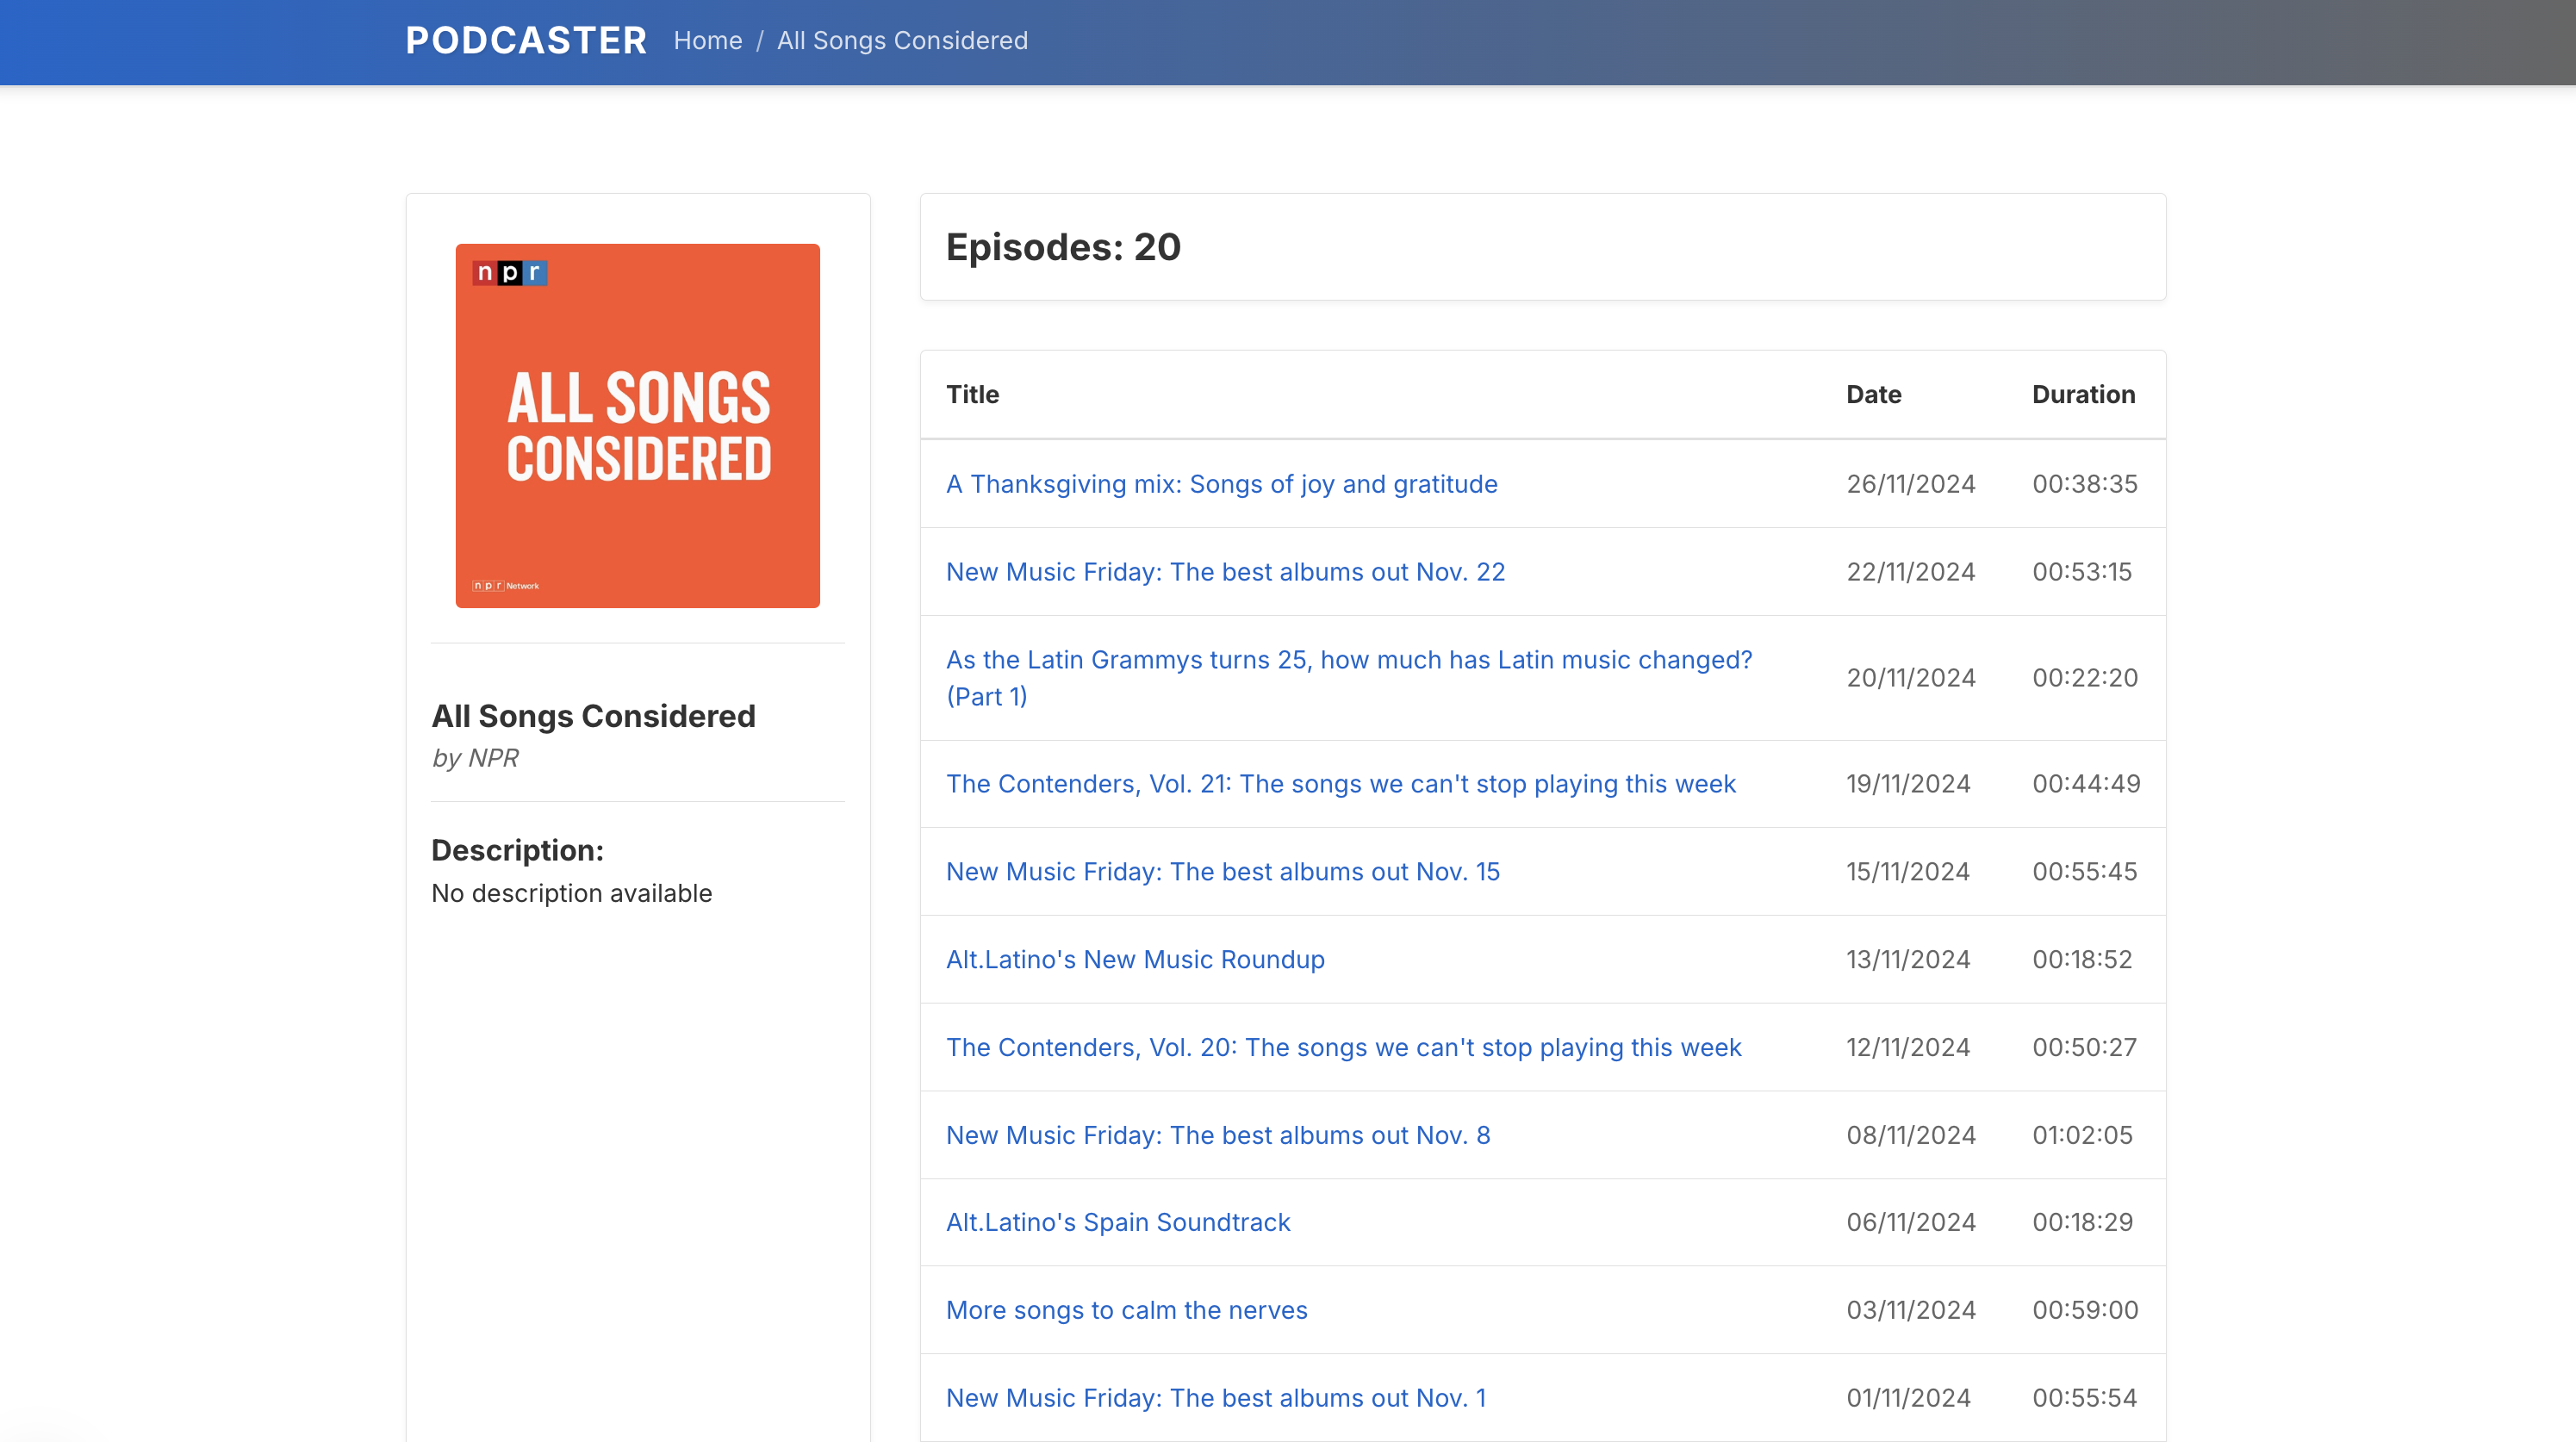 PODCASTER Home / All Songs Considered
npr
ALL SONGS
CONSIDERED
npr Network
All Songs Considered
by NPR
Description:
No description available
Episodes: 20
Title Date Duration
A Thanksgiving mix: Songs of joy and gratitude 26/11/2024 00:38:35
New Music Friday: The best albums out Nov. 22 22/11/2024 00:53:15
As the Latin Grammys turns 25, how much has Latin music changed?
(Part 1) 20/11/2024 00:22:20
The Contenders, Vol. 21: The songs we can't stop playing this week 19/11/2024 00:44:49
New Music Friday: The best albums out Nov. 15 15/11/2024 00:55:45
Alt.Latino's New Music Roundup 13/11/2024 00:18:52
The Contenders, Vol. 20: The songs we can't stop playing this week 12/11/2024 00:50:27
New Music Friday: The best albums out Nov. 8 08/11/2024 01:02:05
Alt.Latino's Spain Soundtrack 06/11/2024 00:18:29
More songs to calm the nerves 03/11/2024 00:59:00
New Music Friday: The best albums out Nov. 1 01/11/2024 00:55:54